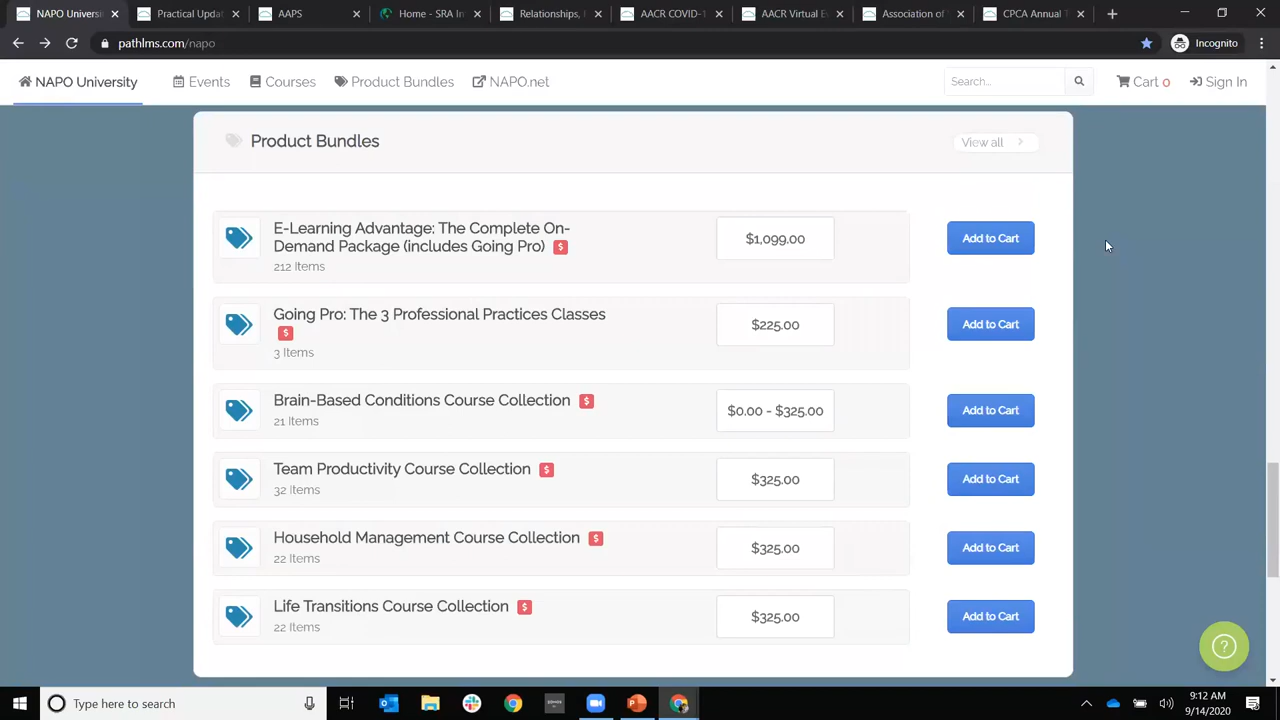 NAPO Universi
Practical Upda
AAPS
Home - SRA In
Relationships, 
AACR COVID-1
AACR Virtual E
Association of
CPCA Annual T
pathlms.com/napo
Incognito
NAPO University
Events
Courses
Product Bundles
NAPO.net
Search...
Cart 0
Sign In
Product Bundles
View all
E-Learning Advantage: The Complete On-
Demand Package (includes Going Pro) $
212 Items
$1,099.00
Add to Cart
Going Pro: The 3 Professional Practices Classes
$
3 Items
$225.00
Add to Cart
Brain-Based Conditions Course Collection $
21 Items
$0.00 - $325.00
Add to Cart
Team Productivity Course Collection $
32 Items
$325.00
Add to Cart
Household Management Course Collection $
22 Items
$325.00
Add to Cart
Life Transitions Course Collection $
22 Items
$325.00
Add to Cart
?
Type here to search
9:12 AM
9/14/2020